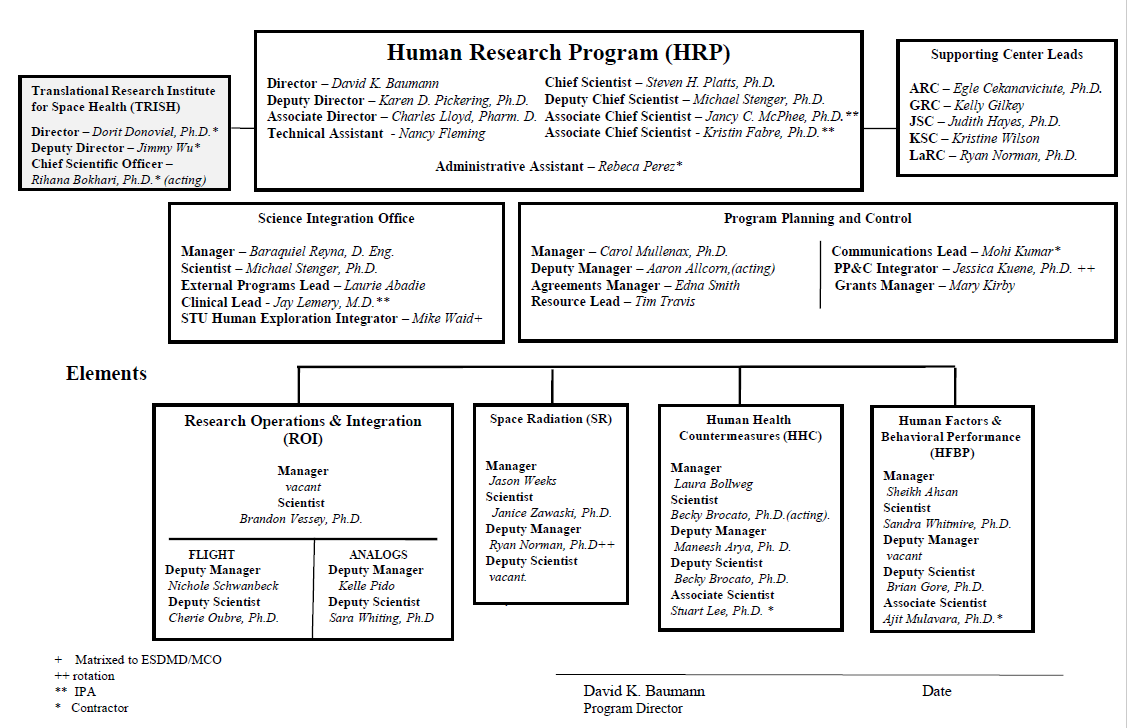 Human Research Program (HRP)
Director – David K. Baumann
Deputy Director – Karen D. Pickering, Ph.D.
Associate Director – Charles Lloyd, Pharm. D.
Technical Assistant - Nancy Fleming
Chief Scientist – Steven H. Platts, Ph.D.
Deputy Chief Scientist – Michael Stenger, Ph.D.
Associate Chief Scientist – Jancy C. McPhee, Ph.D.**
Associate Chief Scientist - Kristin Fabre, Ph.D.**
Administrative Assistant – Rebeca Perez*
Translational Research Institute
for Space Health (TRISH)
Director – Dorit Donoviel, Ph.D.*
Deputy Director – Jimmy Wu*
Chief Scientific Officer –
Rihana Bokhari, Ph.D.* (acting)
Supporting Center Leads
ARC – Egle Cekanaviciute, Ph.D.
GRC – Kelly Gilkey
JSC – Judith Hayes, Ph.D.
KSC – Kristine Wilson
LaRC – Ryan Norman, Ph.D.
Science Integration Office
Manager – Baraquiel Reyna, D. Eng.
Scientist – Michael Stenger, Ph.D.
External Programs Lead – Laurie Abadie
Clinical Lead - Jay Lemery, M.D.**
STU Human Exploration Integrator – Mike Waid+
Program Planning and Control
Manager – Carol Mullenax, Ph.D.
Deputy Manager – Aaron Allcorn,(acting)
Agreements Manager – Edna Smith
Resource Lead – Tim Travis
Communications Lead – Mohi Kumar*
PP&C Integrator – Jessica Kuene, Ph.D. ++
Grants Manager – Mary Kirby
Elements
Research Operations & Integration
(ROI)
Manager
vacant
Scientist
Brandon Vessey, Ph.D.
FLIGHT
Deputy Manager
Nichole Schwanbeck
Deputy Scientist
Cherie Oubre, Ph.D.
ANALOGS
Deputy Manager
Kelle Pido
Deputy Scientist
Sara Whiting, Ph.D
Space Radiation (SR)
Manager
Jason Weeks
Scientist
Janice Zawaski, Ph.D.
Deputy Manager
Ryan Norman, Ph.D++
Deputy Scientist
vacant.
Human Health
Countermeasures (HHC)
Manager
Laura Bollweg
Scientist
Becky Brocato, Ph.D.(acting).
Deputy Manager
Maneesh Arya, Ph. D.
Deputy Scientist
Becky Brocato, Ph.D.
Associate Scientist
Stuart Lee, Ph.D. *
Human Factors &
Behavioral Performance
(HFBP)
Manager
Sheikh Ahsan
Scientist
Sandra Whitmire, Ph.D.
Deputy Manager
vacant
Deputy Scientist
Brian Gore, Ph.D.
Associate Scientist
Ajit Mulavara, Ph.D.*
+ Matrixed to ESDMD/MCO
++ rotation
** IPA
* Contractor
David K. Baumann
Program Director
Date